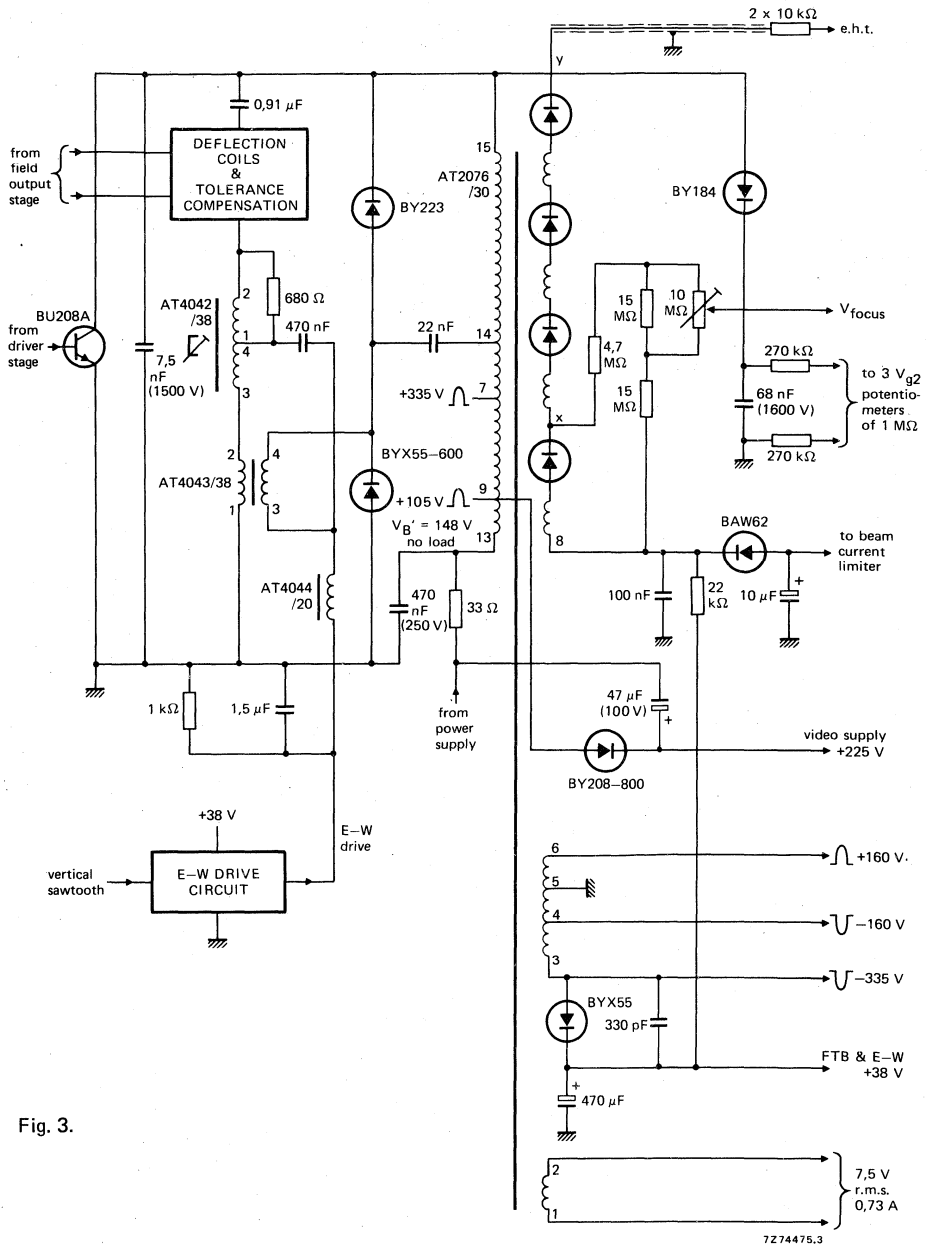 2 x 10 kΩ
e.h.t.
y
0,91 µF
DEFLECTION
COILS
&
TOLERANCE
COMPENSATION
from
field
output
stage
15
AT2076
/30
BY223
BY184
BU208A
from
driver
stage
7,5
nF
(1500 V)
AT4042
/38
2
1
4
3
680 Ω
470 nF
22 nF
14
+335 V
7
4,7
MΩ
15
MΩ
10
MΩ
15
MΩ
Vfocus
270 kΩ
68 nF
(1600 V)
270 kΩ
to 3 Vg2
potentio-
meters
of 1 MΩ
x
2
4
AT4043/38
1
3
BYX55-600
+105 V
9
VB' = 148 V
no load
13
8
BAW62
to beam
current
limiter
AT4044
/20
470
nF
(250 V)
33 Ω
100 nF
22
kΩ
10 µF
+
1 kΩ
1,5 µF
from
power
supply
47 µF
(100 V)
+
BY208-800
video supply
+225 V
+38 V
E-W
drive
vertical
sawtooth
E-W DRIVE
CIRCUIT
6
+160 V
5
4
-160 V
3
-335 V
BYX55
330 pF
FTB & E-W
+38 V
+
470 µF
Fig. 3.
2
1
7,5 V
r.m.s.
0,73 A
7Z74475.3